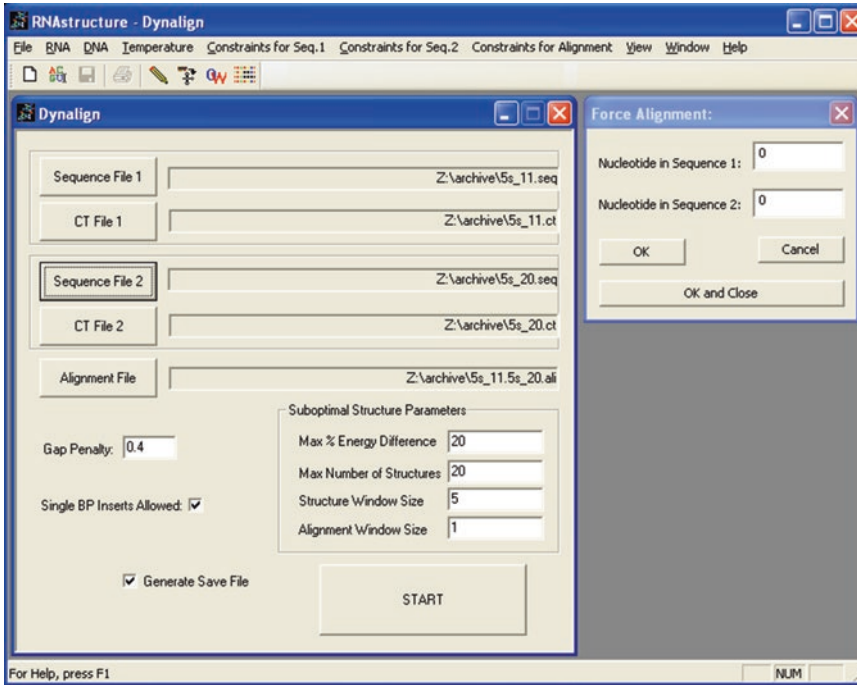 RNAstructure - Dynalign
File RNA DNA Temperature Constraints for Seq.1 Constraints for Seq.2 Constraints for Alignment View Window Help
Dynalign
Sequence File 1 Z:\archive\5s_11.seq
CT File 1 Z:\archive\5s_11.ct
Sequence File 2 Z:\archive\5s_20.seq
CT File 2 Z:\archive\5s_20.ct
Alignment File Z:\archive\5s_11.5s_20.ali
Gap Penalty: 0.4
Single BP Inserts Allowed:
Suboptimal Structure Parameters
Max % Energy Difference 20
Max Number of Structures 20
Structure Window Size 5
Alignment Window Size 1
Generate Save File
START
Force Alignment:
Nucleotide in Sequence 1: 0
Nucleotide in Sequence 2: 0
OK Cancel
OK and Close
For Help, press F1 NUM